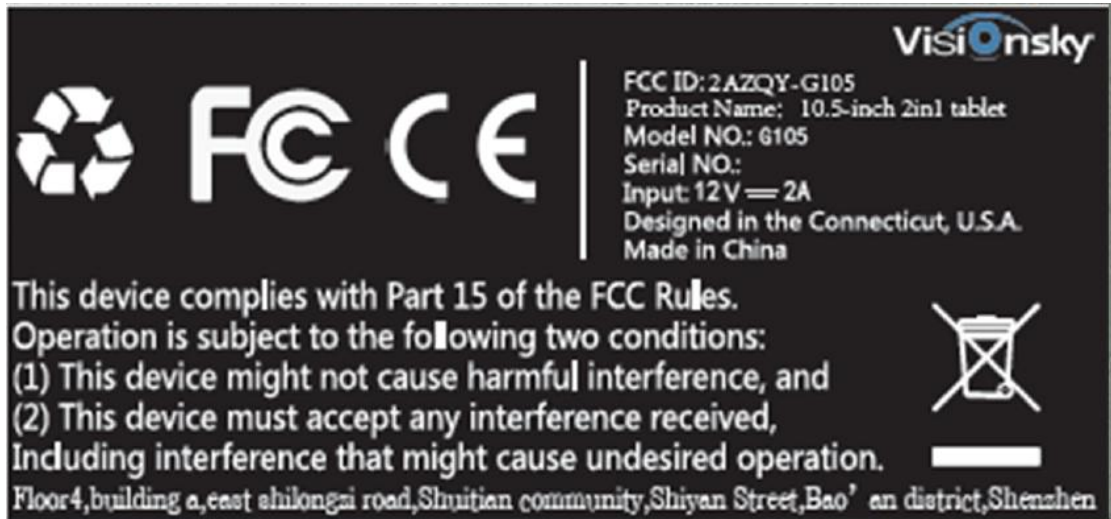 VisiOnsky
FC CE
FCC ID: 2AZQY-G105
Product Name: 10.5-inch 2in1 tablet
Model NO.: G105
Serial NO.:
Input: 12V⎓2A
Designed in the Connecticut, U.S.A.
Made in China
This device complies with Part 15 of the FCC Rules.
Operation is subject to the following two conditions:
(1) This device might not cause harmful interference, and
(2) This device must accept any interference received,
Including interference that might cause undesired operation.
Floor4,building a,east shilongzi road,Shuitian community,Shiyan Street,Bao’ an district,Shenzhen